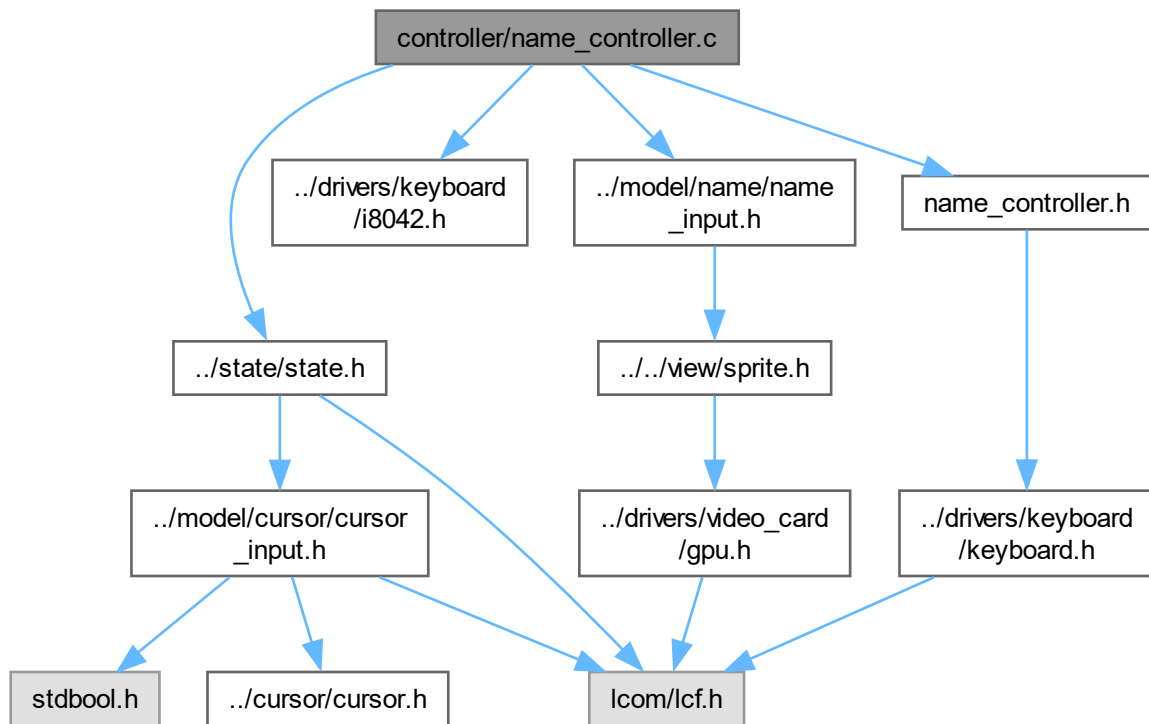 controller/name_controller.c
../drivers/keyboard
/i8042.h
../model/name/name
_input.h
name_controller.h
../state/state.h
../../view/sprite.h
../model/cursor/cursor
_input.h
../drivers/video_card
/gpu.h
../drivers/keyboard
/keyboard.h
stdbool.h
../cursor/cursor.h
lcom/lcf.h